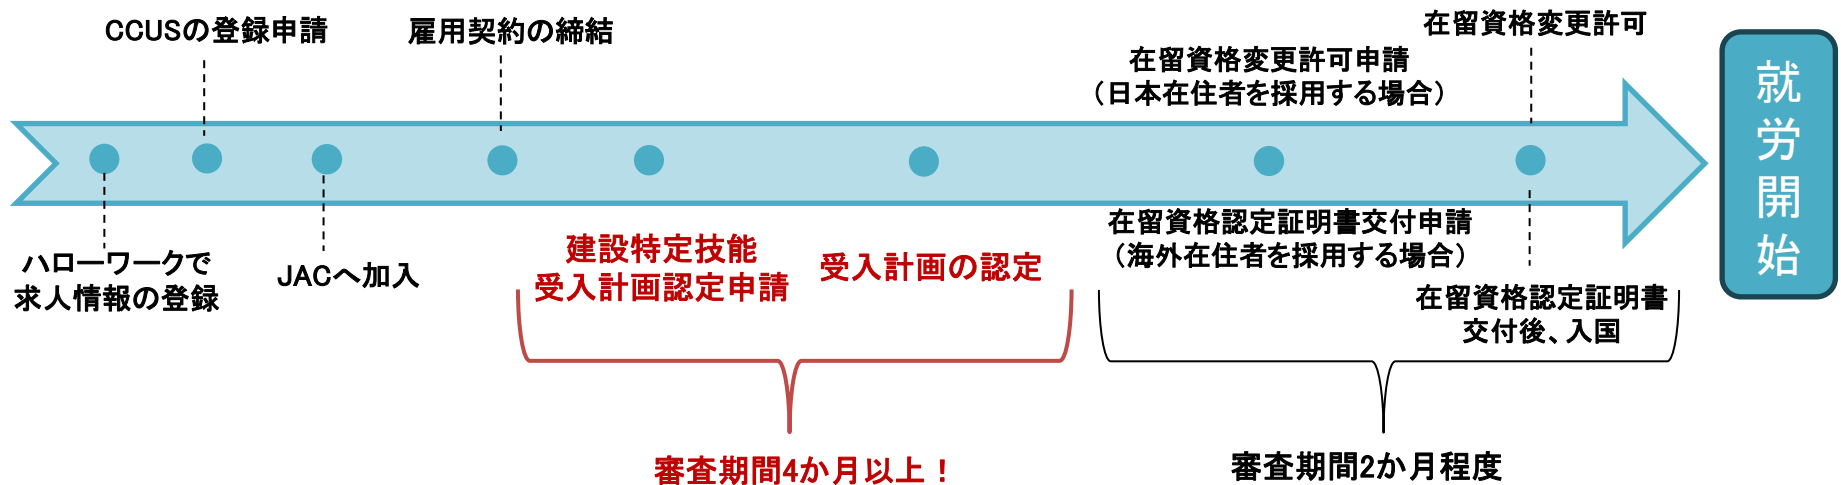 CCUSの登録申請
雇用契約の締結
在留資格変更許可申請
（日本在住者を採用する場合）
在留資格変更許可
ハローワークで
求人情報の登録
JACへ加入
建設特定技能
受入計画認定申請
受入計画の認定
在留資格認定証明書交付申請
（海外在住者を採用する場合）
在留資格認定証明書
交付後、入国
審査期間4か月以上！
審査期間2か月程度
就労開始